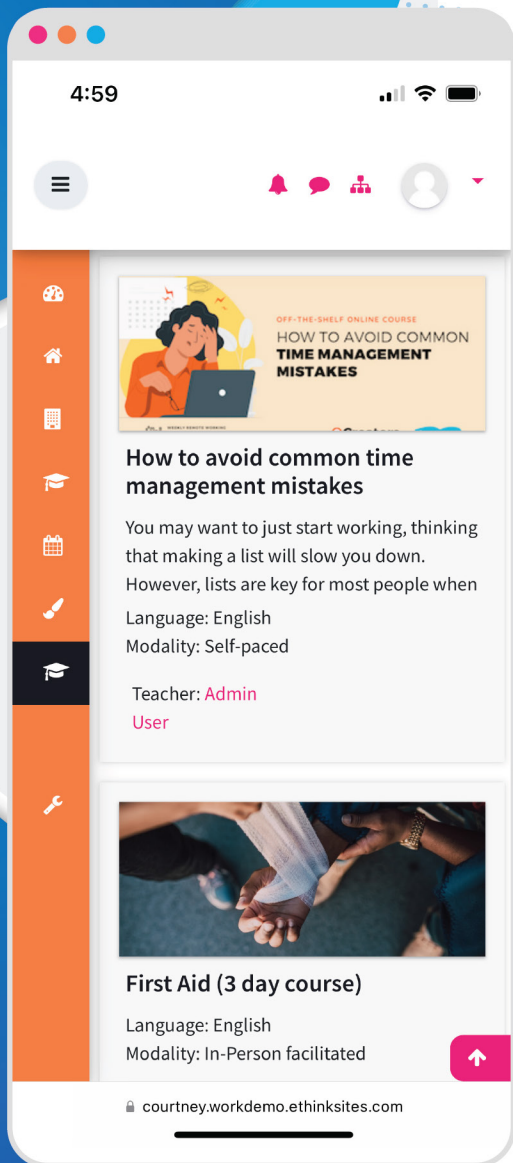 4:59
OFF-THE-SHELF ONLINE COURSE
HOW TO AVOID COMMON
TIME MANAGEMENT
MISTAKES
WEEKLY REMOTE WORKING
How to avoid common time
management mistakes
You may want to just start working, thinking
that making a list will slow you down.
However, lists are key for most people when
Language: English
Modality: Self-paced
Teacher: Admin
User
First Aid (3 day course)
Language: English
Modality: In-Person facilitated
courtney.workdemo.ethinksites.com